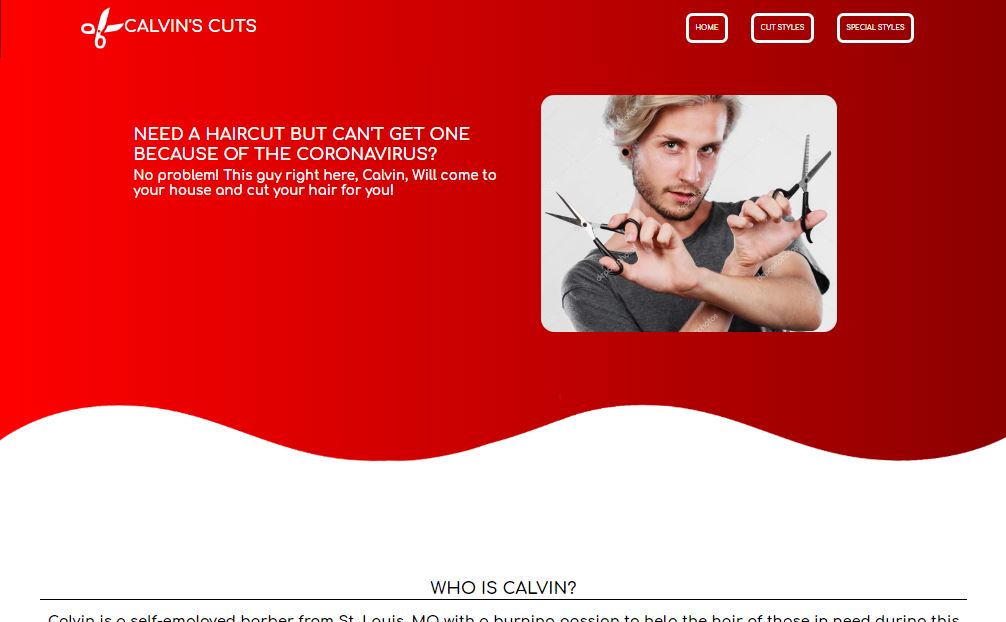 CALVIN'S CUTS
HOME
CUT STYLES
SPECIAL STYLES
NEED A HAIRCUT BUT CAN'T GET ONE
BECAUSE OF THE CORONAVIRUS?
No problem! This guy right here, Calvin, Will come to
your house and cut your hair for you!
WHO IS CALVIN?
Calvin is a self-employed barber from St. Louis, MO with a burning passion to help the hair of those in need during this